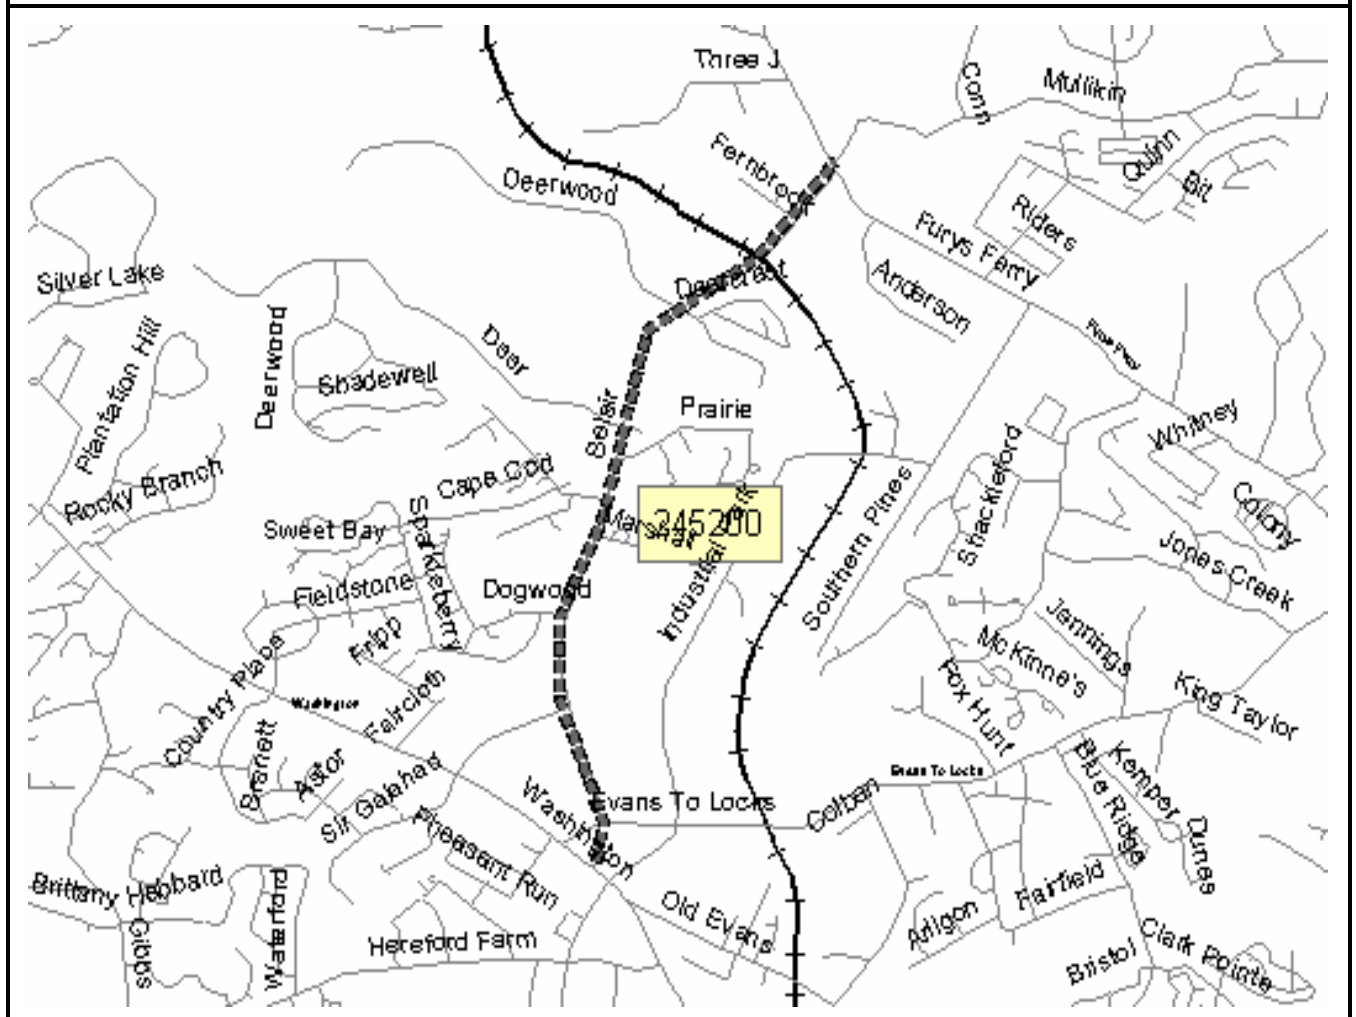 Three J
Conn
Mullikin
Fernbrook
Quinn
Deerwood
Bit
Riders
Furys Ferry
Silver Lake
Deercrest
Anderson
Plantation Hill
Deerwood
Deer
Shadewell
Belair
Prairie
Whitney
Rocky Branch
Cape Cod
Shackleford
Colony
Sweet Bay
Sparkleberry
245200
Industrial Park
Southern Pines
Jones Creek
Fieldstone
Dogwood
Fripp
Jennings
McKinne's
Country Place
Washington
Faircloth
Fox Hunt
King Taylor
Astor
Sir Galahad
Evans To Locks
Kemper
Blue Ridge
Washington
Evans To Locks
Colben
Pheasant Run
Dunes
Brittany
Hebbard
Waterford
Fairfield
Old Evans
Gibbs
Hereford Farm
Bristol
Clark Pointe